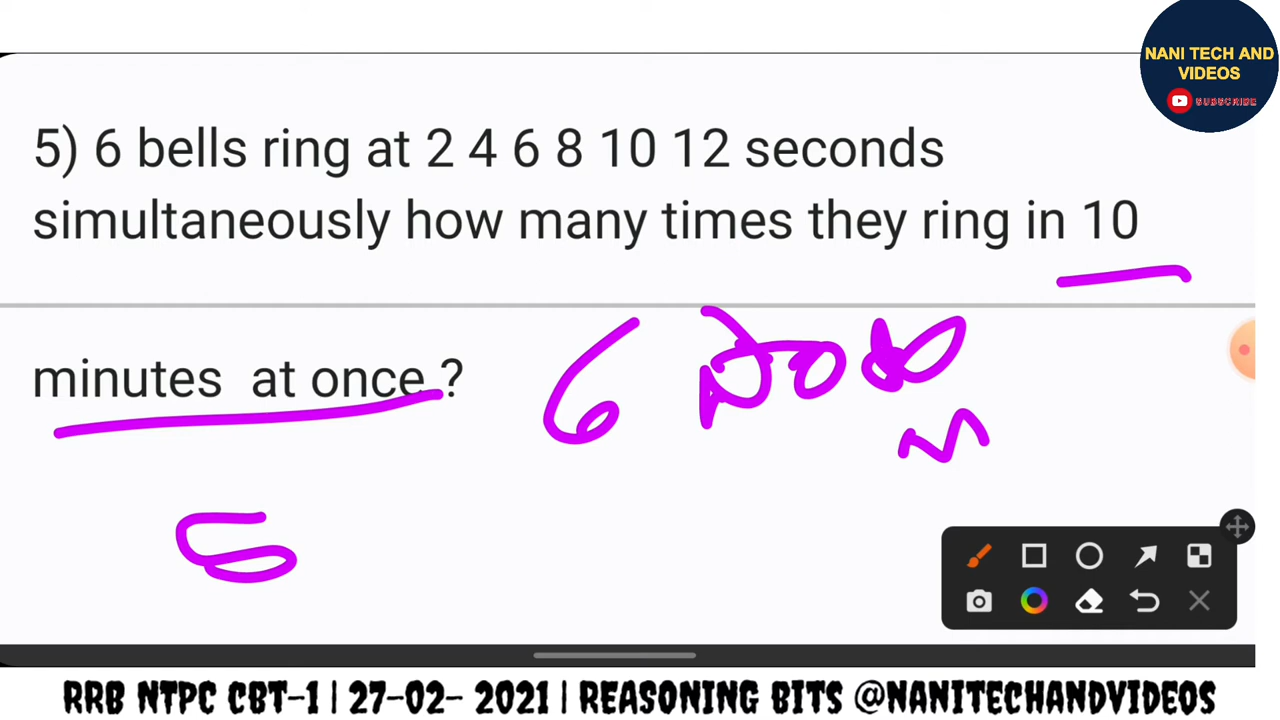 NANI TECH AND
VIDEOS
SUBSCRIBE
5) 6 bells ring at 2 4 6 8 10 12 seconds
simultaneously how many times they ring in 10
minutes at once ?
6
5
RRB NTPC CBT-1 | 27-02- 2021 | REASONING BITS @NANITECHANDVIDEOS